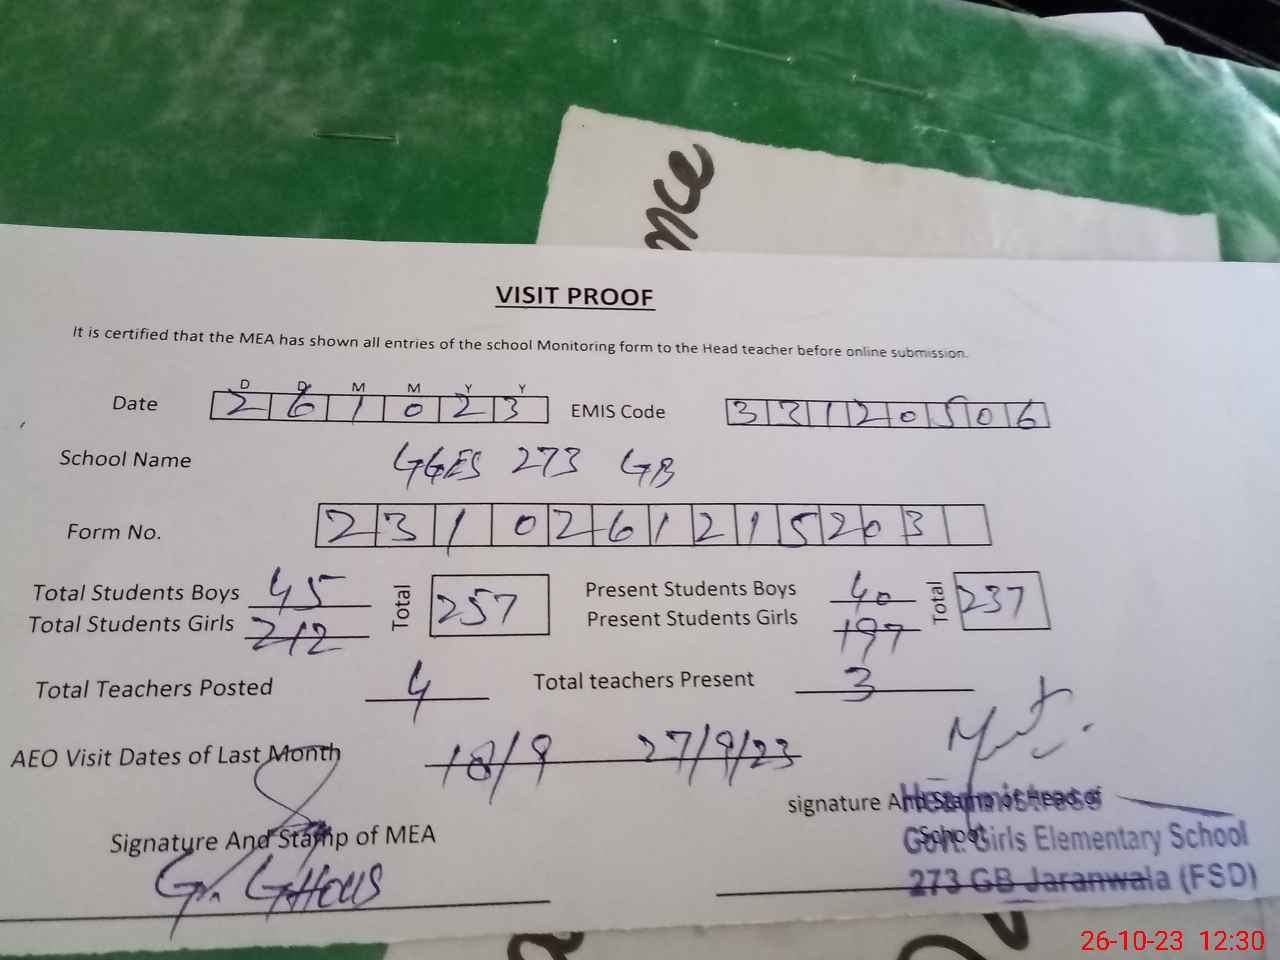 nce
VISIT PROOF
It is certified that the MEA has shown all entries of the school Monitoring form to the Head teacher before online submission.
D D M M Y Y
Date 2 6 1 0 2 3 EMIS Code 3 3 1 2 0 5 0 6
School Name GGES 273 GB
Form No. 2 3 1 0 2 6 1 2 1 5 2 0 3
Total Students Boys 45 Total 257 Present Students Boys 40 Total 237
Total Students Girls 212 Present Students Girls 197
Total Teachers Posted 4 Total teachers Present 3
AEO Visit Dates of Last Month 18/9 27/9/23
signature And Stamp of Head of
School
Signature And Stamp of MEA
Headmistress
Govt. Girls Elementary School
273 GB Jaranwala (FSD)
26-10-23 12:30